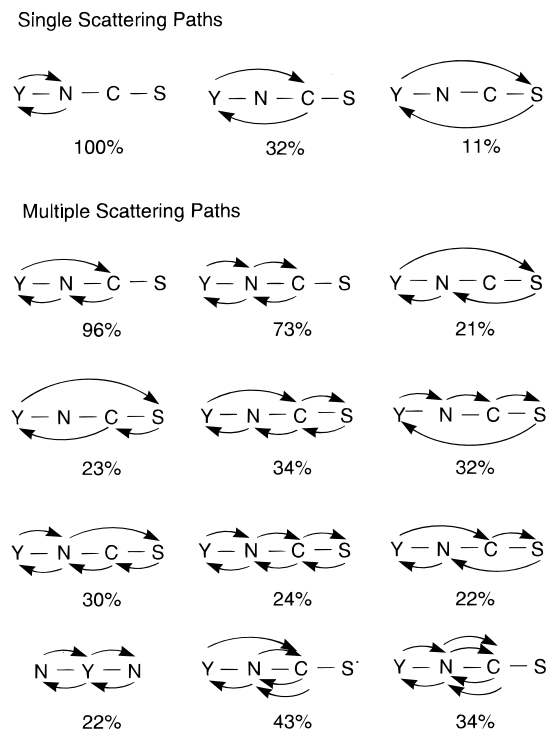 Single Scattering Paths
Y – N – C – S   Y – N – C – S   Y – N – C – S
100%   32%   11%
Multiple Scattering Paths
Y – N – C – S   Y – N – C – S   Y – N – C – S
96%   73%   21%
Y – N – C – S   Y – N – C – S   Y – N – C – S
23%   34%   32%
Y – N – C – S   Y – N – C – S   Y – N – C – S
30%   24%   22%
N – Y – N   Y – N – C – S   Y – N – C – S
22%   43%   34%